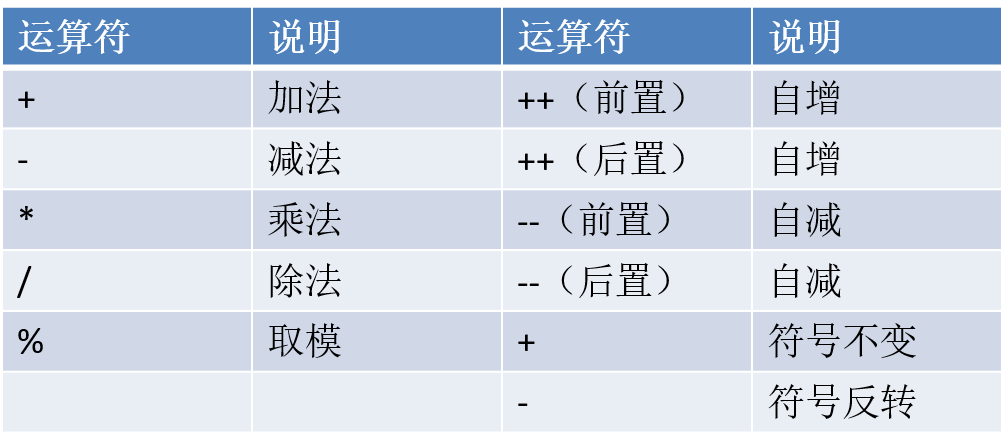 运算符 说明 运算符 说明
+ 加法 ++（前置） 自增
- 减法 ++（后置） 自增
* 乘法 --（前置） 自减
/ 除法 --（后置） 自减
% 取模 + 符号不变
- 符号反转